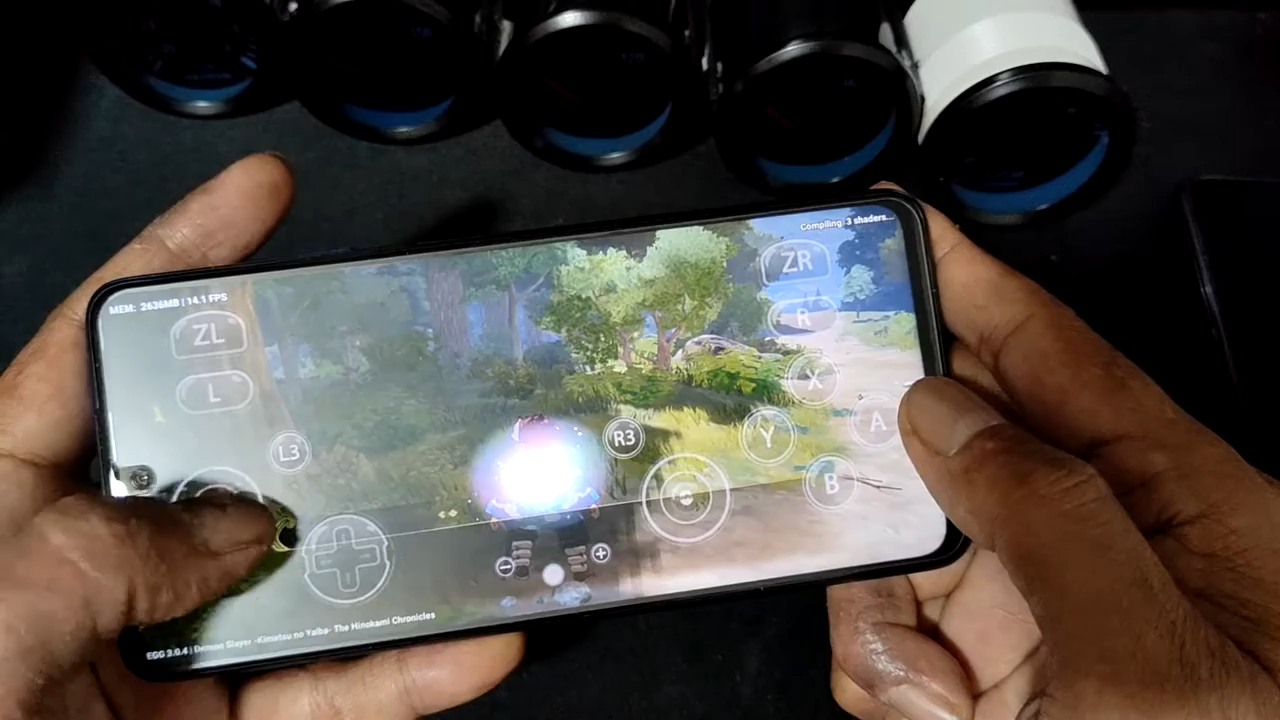 Compiling 3 shaders...
MEM: 2636MB | 14.1 FPS
ZR
ZL
R
L
X
A
L3
R3
Y
B
EGG 3.0.4 | Demon Slayer -Kimetsu no Yaiba- The Hinokami Chronicles